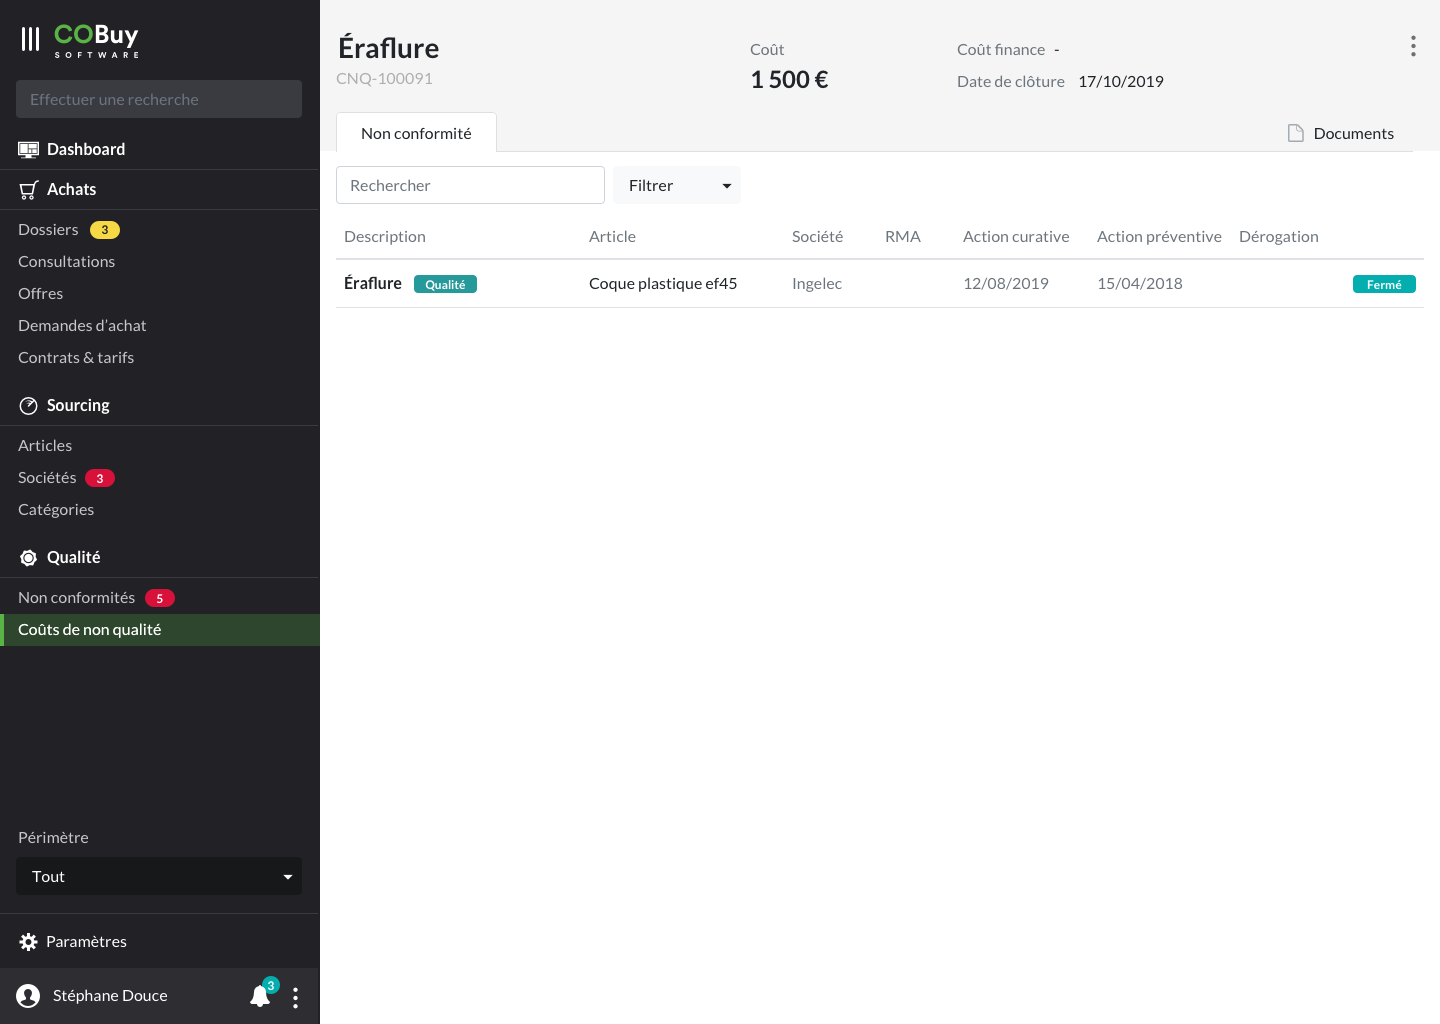 COBuy
SOFTWARE
Effectuer une recherche
Dashboard
Achats
Dossiers 3
Consultations
Offres
Demandes d’achat
Contrats & tarifs
Sourcing
Articles
Sociétés 3
Catégories
Qualité
Non conformités 5
Coûts de non qualité
Périmètre
Tout
Paramètres
Stéphane Douce 3
Éraflure
CNQ-100091
Coût
1 500 €
Coût finance -
Date de clôture 17/10/2019
Non conformité
Documents
Rechercher
Filtrer
Description Article Société RMA Action curative Action préventive Dérogation
Éraflure Qualité Coque plastique ef45 Ingelec 12/08/2019 15/04/2018 Fermé